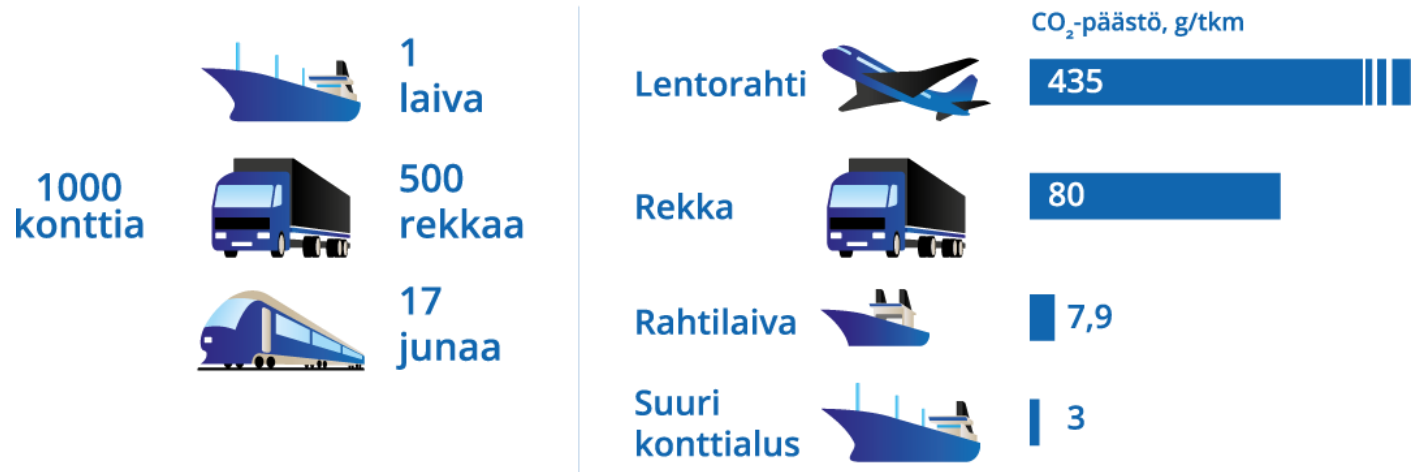 1000
konttia
1
laiva
500
rekkaa
17
junaa
CO₂-päästö, g/tkm
Lentorahti
435
Rekka
80
Rahtilaiva
7,9
Suuri
konttialus
3